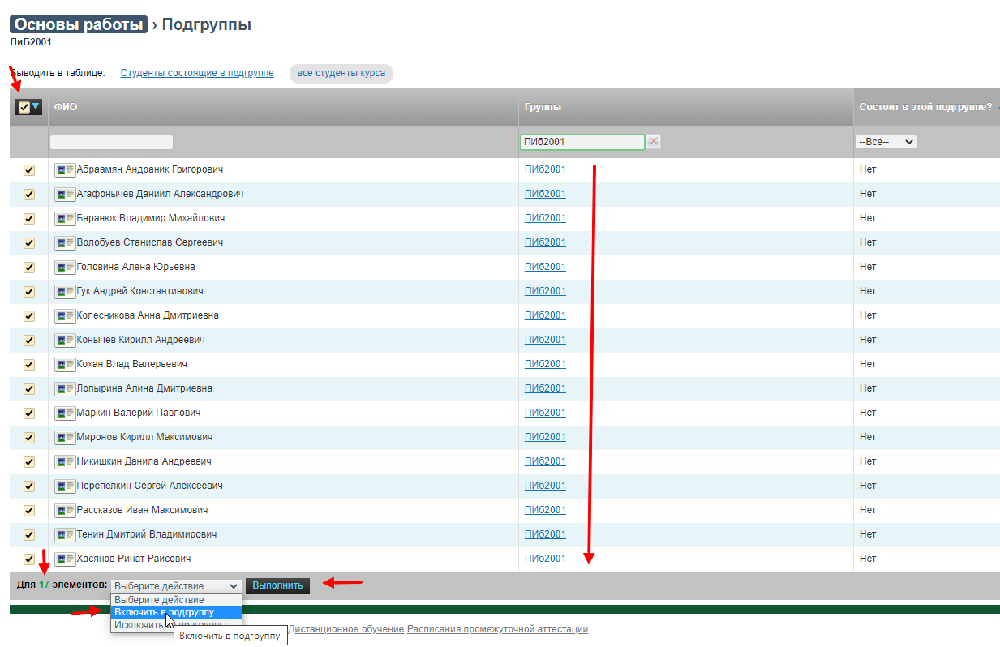 Основы работы › Подгруппы
ПиБ2001
Выводить в таблице: Студенты состоящие в подгруппе все студенты курса
ФИО Группы Состоит в этой подгруппе?
ПИб2001 --Все--
Абраамян Андраник Григорович ПИб2001 Нет
Агафонычев Даниил Александрович ПИб2001 Нет
Баранюк Владимир Михайлович ПИб2001 Нет
Волобуев Станислав Сергеевич ПИб2001 Нет
Головина Алена Юрьевна ПИб2001 Нет
Гук Андрей Константинович ПИб2001 Нет
Колесникова Анна Дмитриевна ПИб2001 Нет
Конычев Кирилл Андреевич ПИб2001 Нет
Кохан Влад Валерьевич ПИб2001 Нет
Лопырина Алина Дмитриевна ПИб2001 Нет
Маркин Валерий Павлович ПИб2001 Нет
Миронов Кирилл Максимович ПИб2001 Нет
Никишкин Данила Андреевич ПИб2001 Нет
Перепелкин Сергей Алексеевич ПИб2001 Нет
Рассказов Иван Максимович ПИб2001 Нет
Тенин Дмитрий Владимирович ПИб2001 Нет
Хасянов Ринат Раисович ПИб2001 Нет
Для 17 элементов: Выберите действие Выполнить
Выберите действие
Включить в подгруппу
Исключить из подгруппы
Включить в подгруппу
Дистанционное обучение Расписания промежуточной аттестации